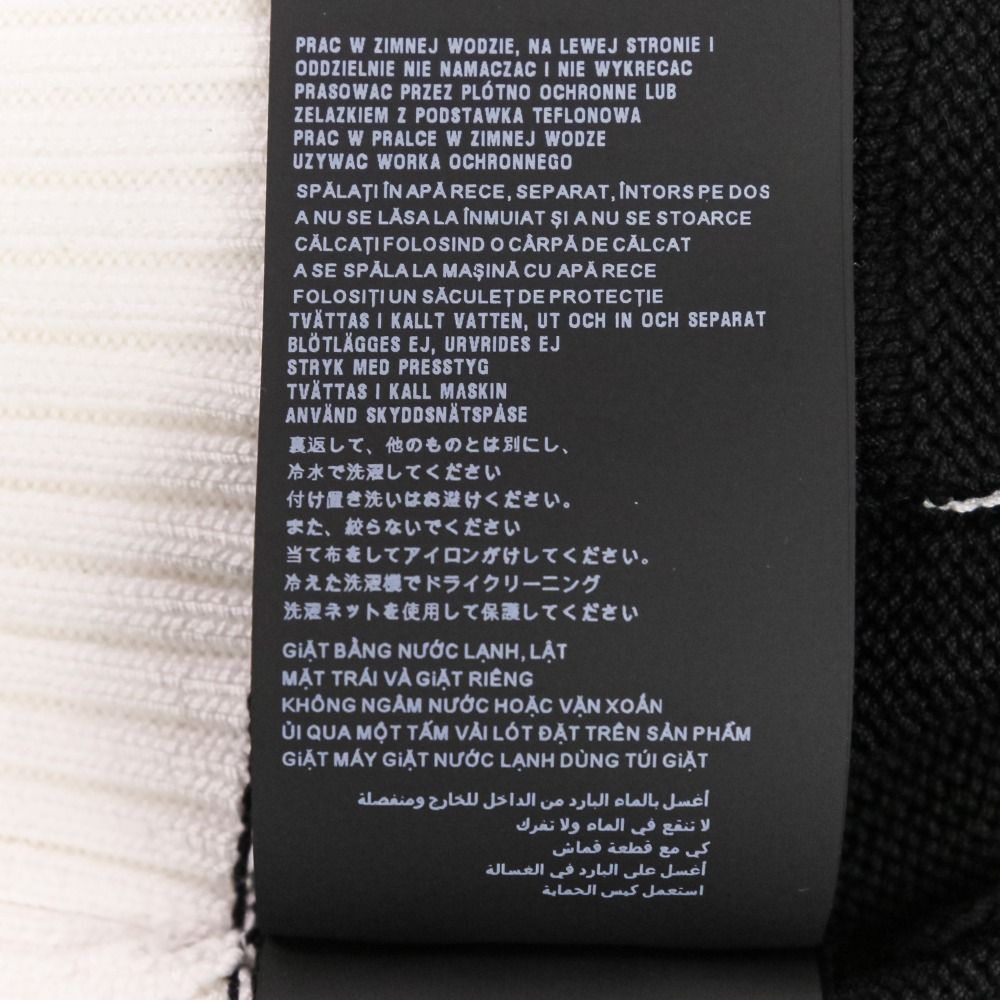 PRAC W ZIMNEJ WODZIE, NA LEWEJ STRONIE I
ODDZIELNIE NIE NAMACZAC I NIE WYKRECAC
PRASOWAC PRZEZ PLÓTNO OCHRONNE LUB
ZELAZKIEM Z PODSTAWKA TEFLONOWA
PRAC W PRALCE W ZIMNEJ WODZE
UZYWAC WORKA OCHRONNEGO
SPĂLAȚI ÎN APĂ RECE, SEPARAT, ÎNTORS PE DOS
A NU SE LĂSA LA ÎNMUIAT ȘI A NU SE STOARCE
CĂLCAȚI FOLOSIND O CÂRPĂ DE CĂLCAT
A SE SPĂLA LA MAȘINĂ CU APĂ RECE
FOLOSIȚI UN SĂCULEȚ DE PROTECȚIE
TVÄTTAS I KALLT VATTEN, UT OCH IN OCH SEPARAT
BLÖTLÄGGES EJ, URVRIDES EJ
STRYK MED PRESSTYG
TVÄTTAS I KALL MASKIN
ANVÄND SKYDDSNÄTSPÅSE
裏返して、他のものとは別にし、
冷水で洗濯してください
付け置き洗いはお避けください。
また、絞らないでください
当て布をしてアイロンがけしてください。
冷えた洗濯機でドライクリーニング
洗濯ネットを使用して保護してください
GIẶT BẰNG NƯỚC LẠNH, LẬT
MẶT TRÁI VÀ GIẶT RIÊNG
KHÔNG NGÂM NƯỚC HOẶC VẶN XOẮN
ỦI QUA MỘT TẤM VẢI LÓT ĐẶT TRÊN SẢN PHẨM
GIẶT MÁY GIẶT NƯỚC LẠNH DÙNG TÚI GIẶT
أغسل بالماء البارد من الداخل للخارج ومنفصلة
لا تنقع في الماء ولا تفرك
كي مع قطعة قماش
أغسل على البارد في الغسالة
استعمل كيس الحماية